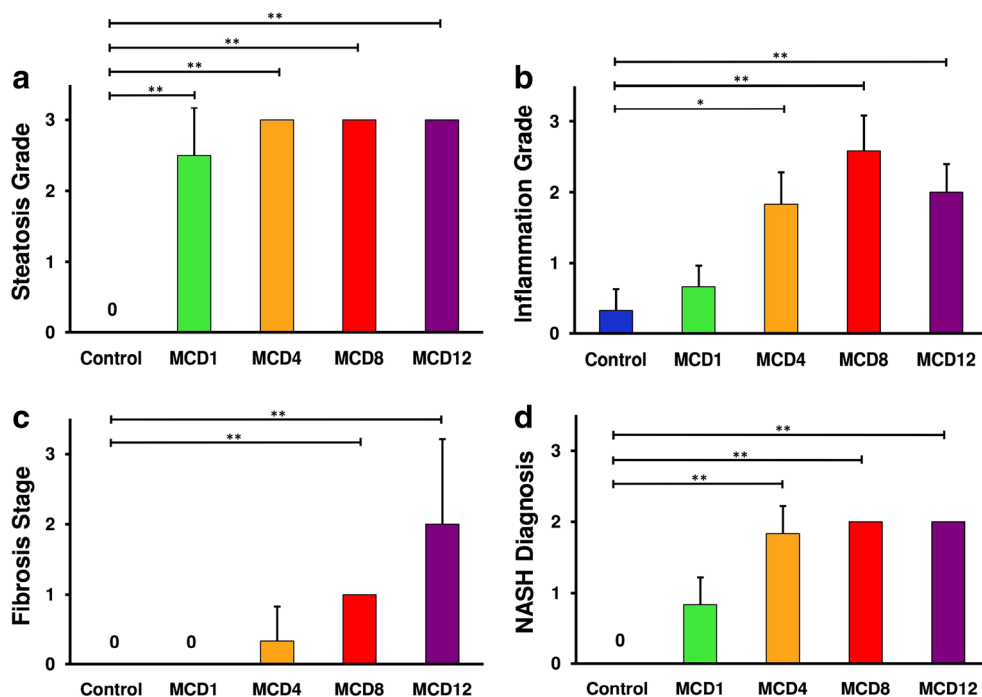 a
**
**
**
**
Steatosis Grade
3
2
1
0
0
Control MCD1 MCD4 MCD8 MCD12
b
**
**
*
Inflammation Grade
3
2
1
0
Control MCD1 MCD4 MCD8 MCD12
c
**
**
Fibrosis Stage
3
2
1
0
0 0
Control MCD1 MCD4 MCD8 MCD12
d
**
**
**
NASH Diagnosis
3
2
1
0
0
Control MCD1 MCD4 MCD8 MCD12